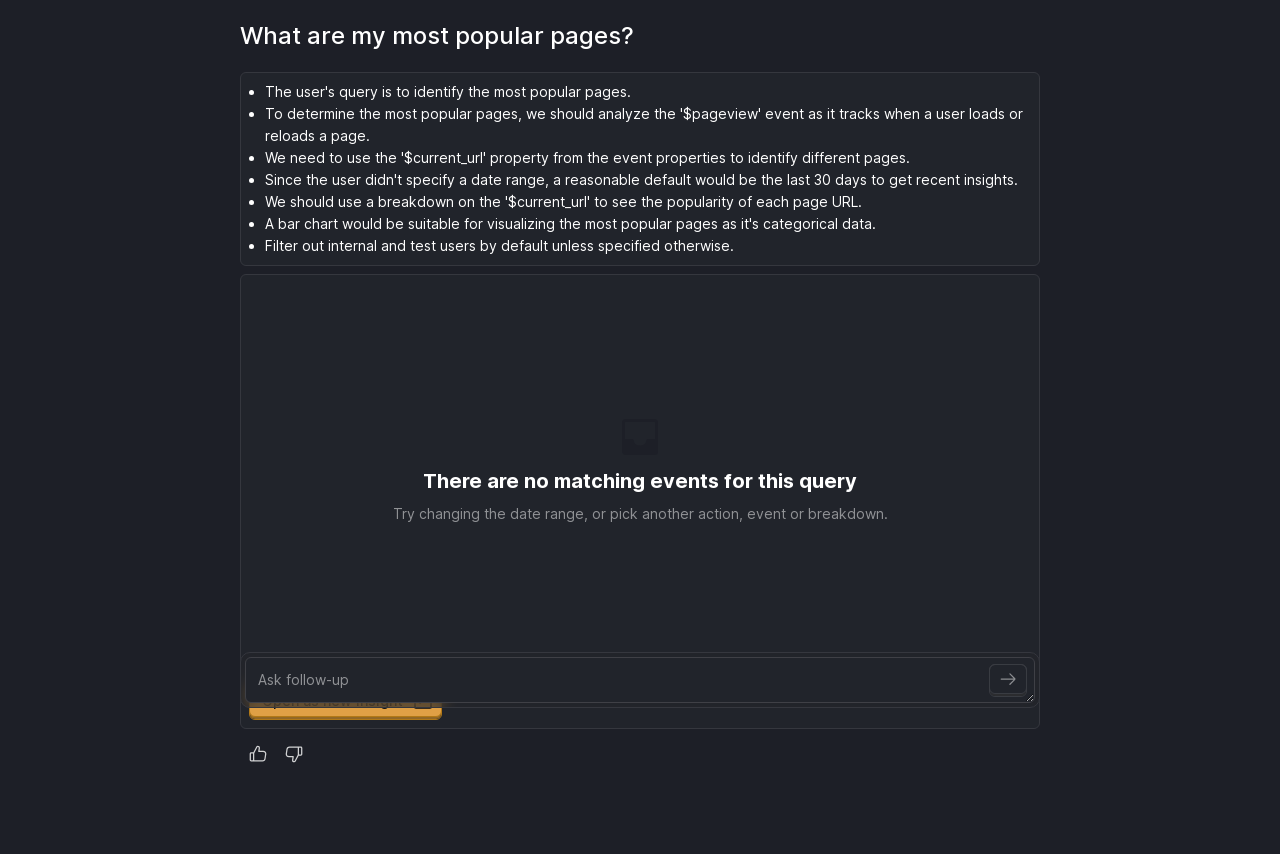 What are my most popular pages?
The user's query is to identify the most popular pages.
To determine the most popular pages, we should analyze the '$pageview' event as it tracks when a user loads or
reloads a page.
We need to use the '$current_url' property from the event properties to identify different pages.
Since the user didn't specify a date range, a reasonable default would be the last 30 days to get recent insights.
We should use a breakdown on the '$current_url' to see the popularity of each page URL.
A bar chart would be suitable for visualizing the most popular pages as it's categorical data.
Filter out internal and test users by default unless specified otherwise.
There are no matching events for this query
Try changing the date range, or pick another action, event or breakdown.
Ask follow-up